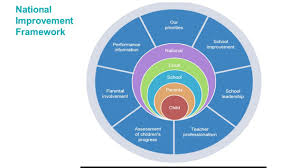 National
Improvement
Framework
Our
priorities
School
improvement
School
leadership
Teacher
professionalism
Assessment
of children's
progress
Parental
involvement
Performance
information
National
Local
School
Parents
Child